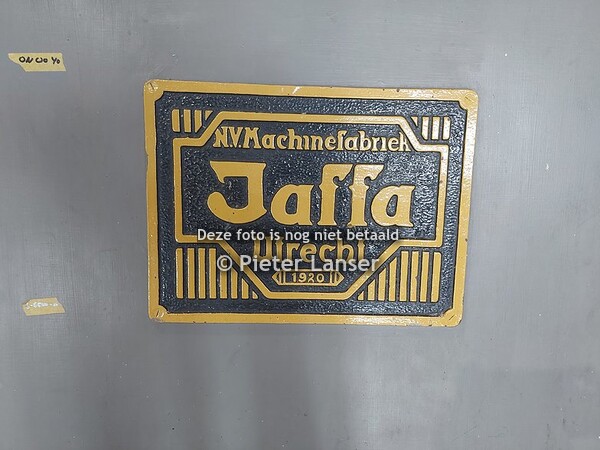 N.V. Machinefabriek
Jaffa
Deze foto is nog niet betaald
Utrecht
© Pieter Lanser
1920